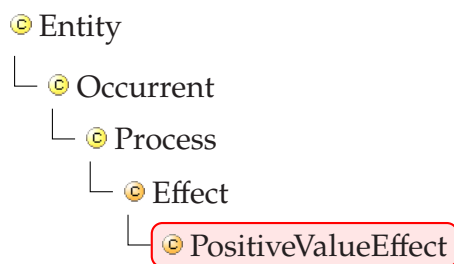 © Entity
© Occurrent
© Process
© Effect
© PositiveValueEffect